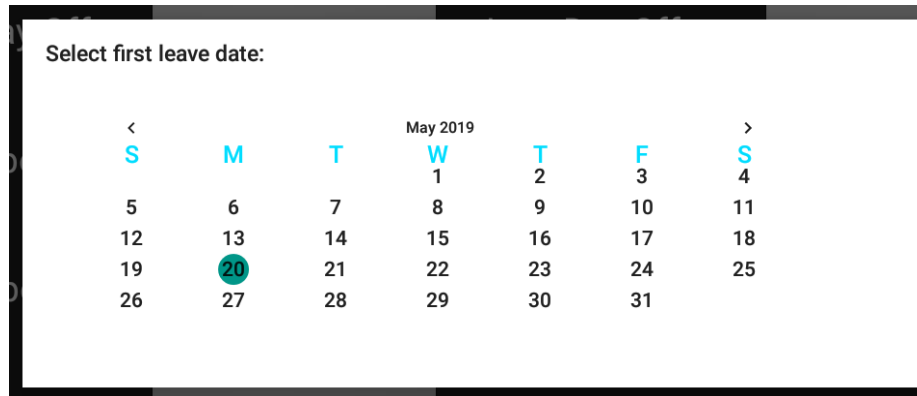 Select first leave date:
< May 2019 >
S M T W T F S
1 2 3 4
5 6 7 8 9 10 11
12 13 14 15 16 17 18
19 20 21 22 23 24 25
26 27 28 29 30 31